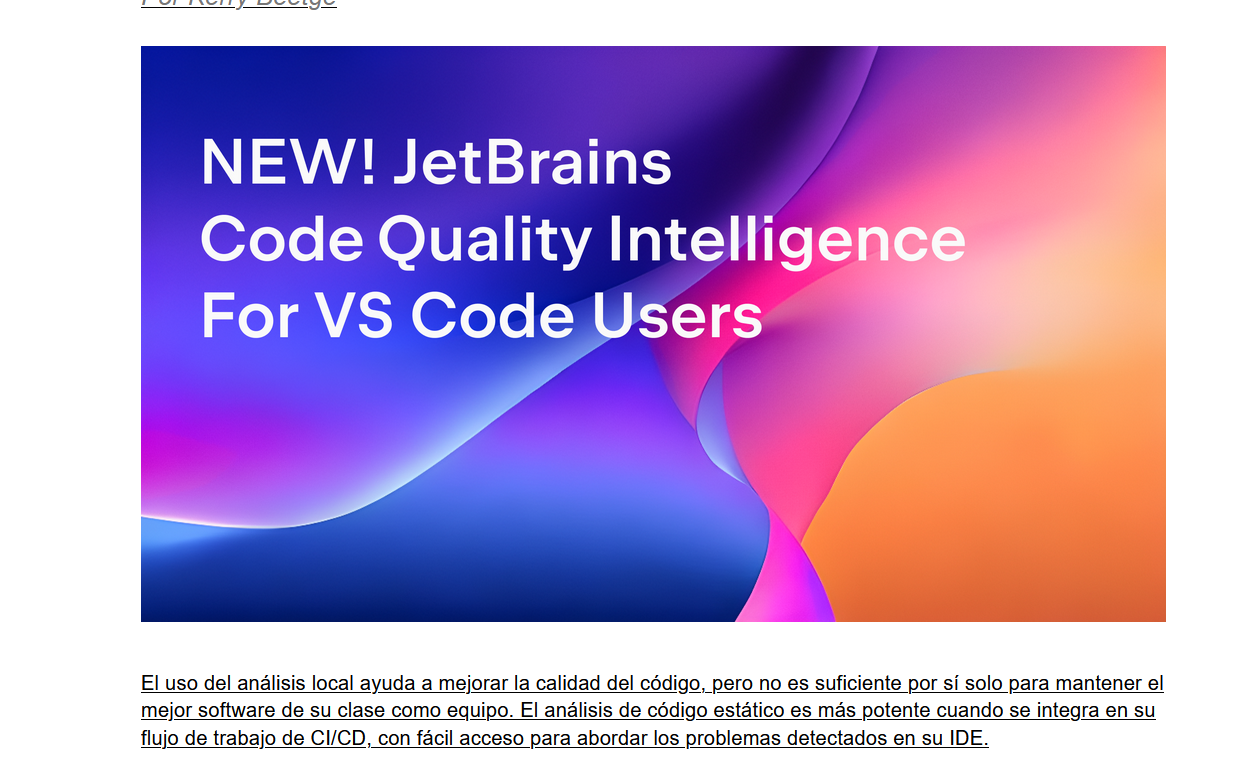 Por Kerry Beetge
NEW! JetBrains
Code Quality Intelligence
For VS Code Users
El uso del análisis local ayuda a mejorar la calidad del código, pero no es suficiente por sí solo para mantener el
mejor software de su clase como equipo. El análisis de código estático es más potente cuando se integra en su
flujo de trabajo de CI/CD, con fácil acceso para abordar los problemas detectados en su IDE.